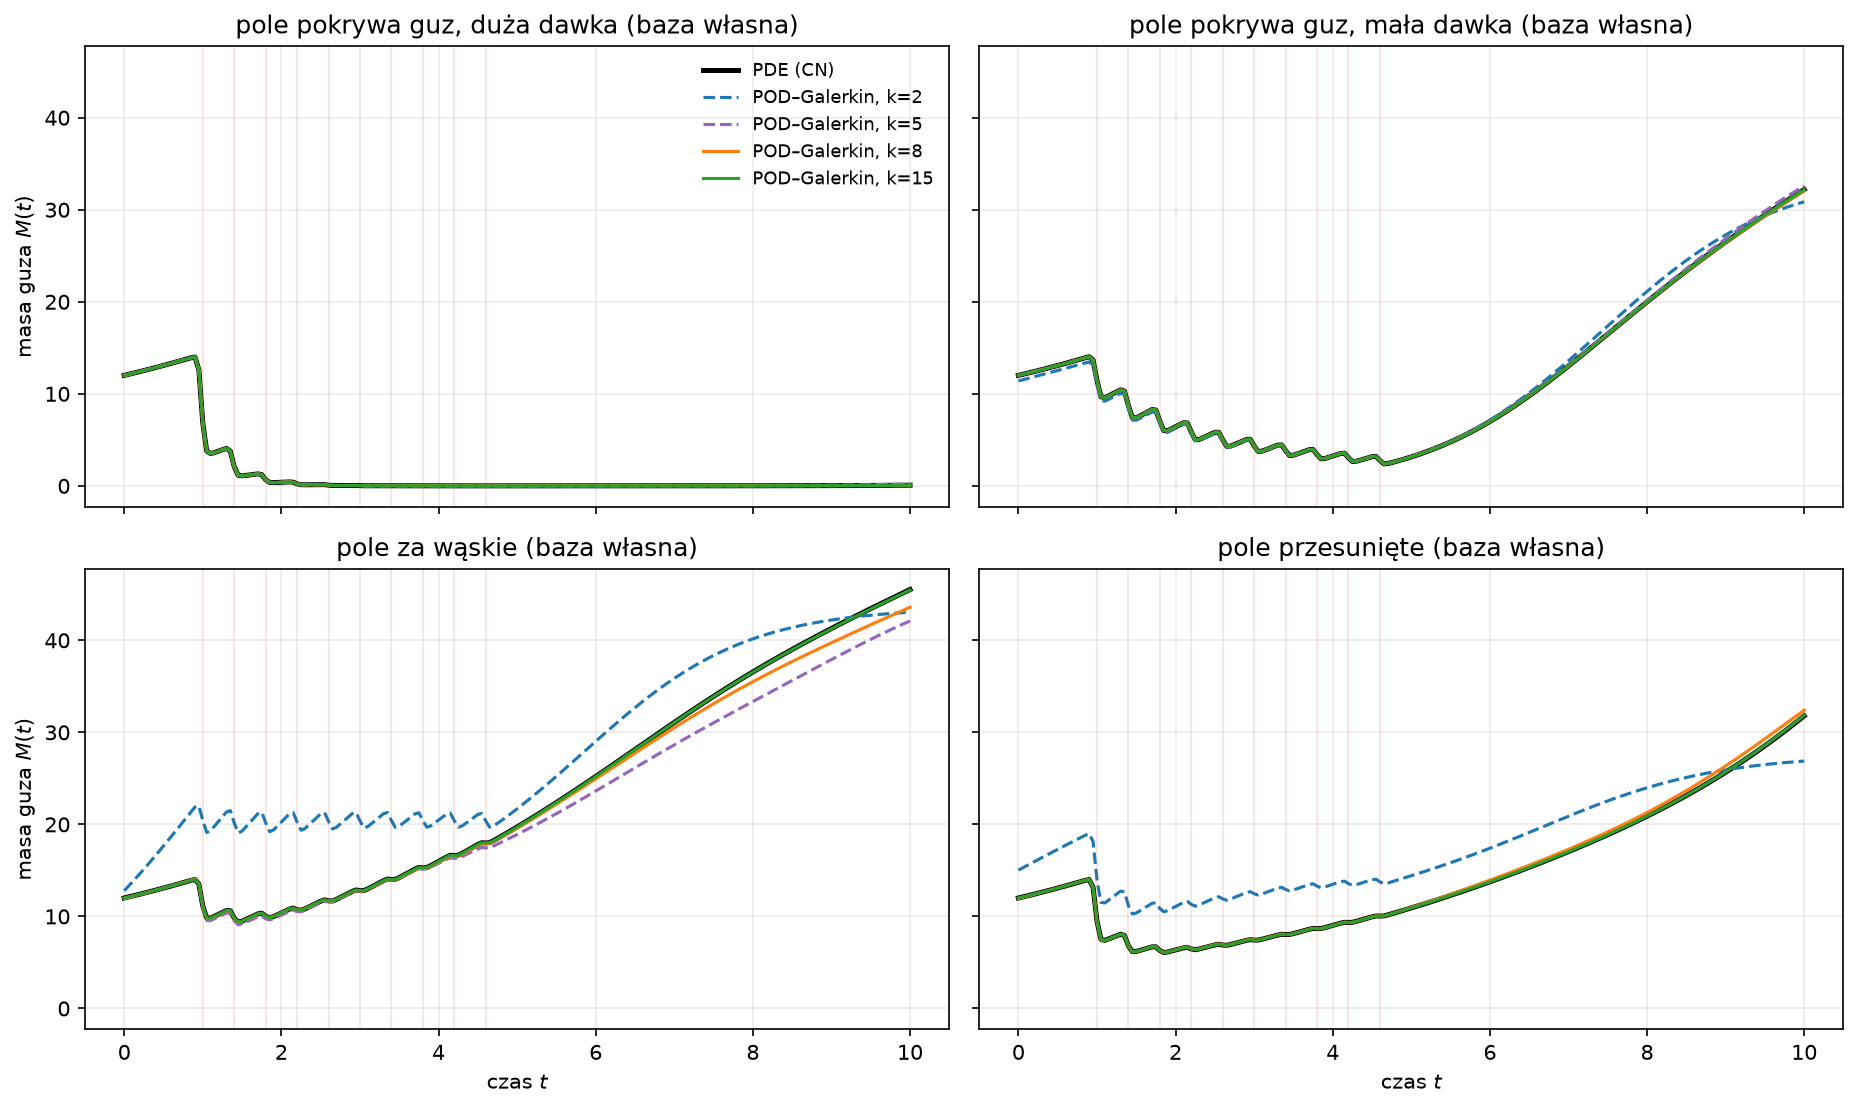 pole pokrywa guz, duża dawka (baza własna)
masa guza M(t)
40
30
20
10
0
PDE (CN)
POD–Galerkin, k=2
POD–Galerkin, k=5
POD–Galerkin, k=8
POD–Galerkin, k=15
pole pokrywa guz, mała dawka (baza własna)
pole za wąskie (baza własna)
masa guza M(t)
40
30
20
10
0
0 2 4 6 8 10
czas t
pole przesunięte (baza własna)
0 2 4 6 8 10
czas t